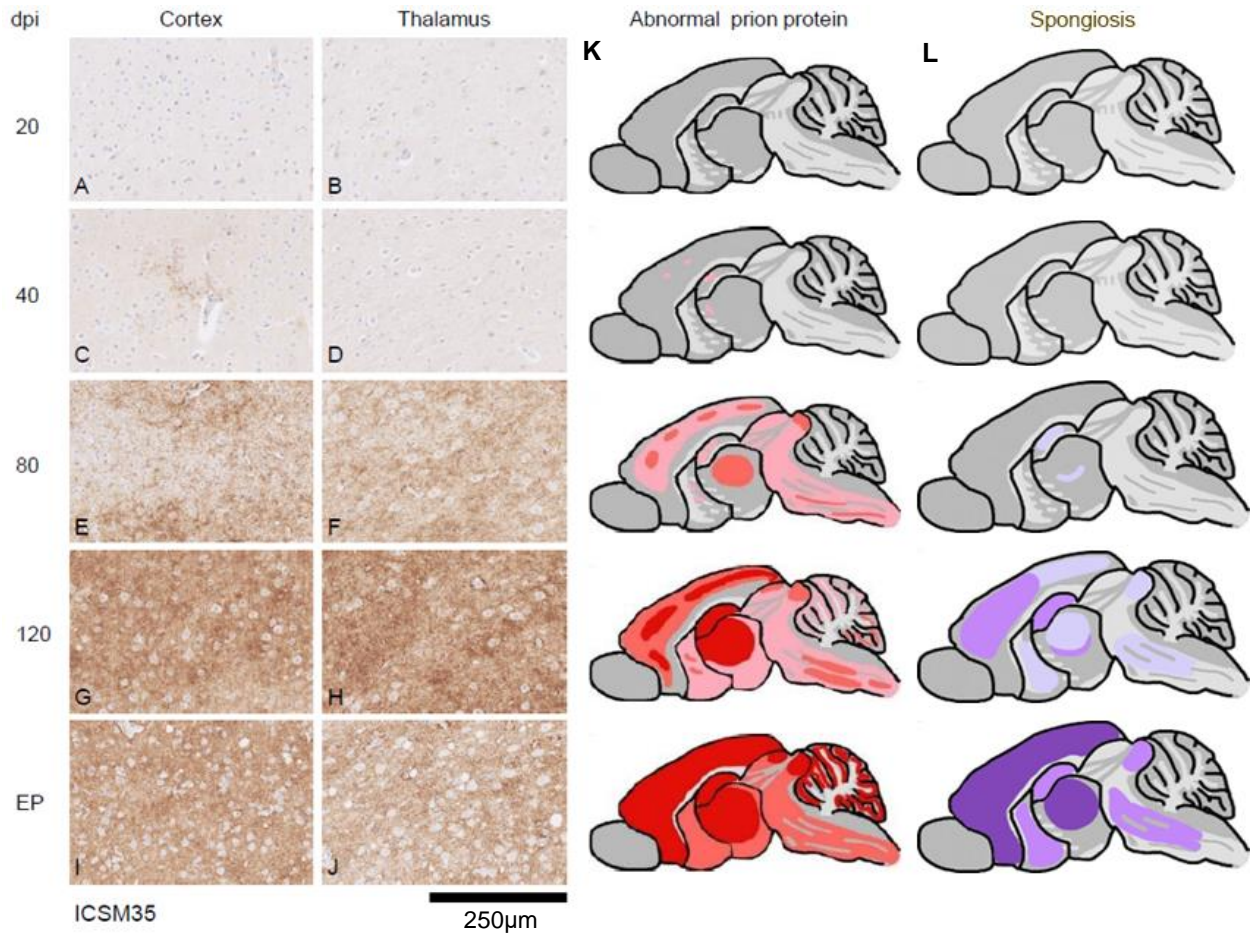 dpi Cortex Thalamus Abnormal prion protein Spongiosis
K L
20
A B
40
C D
80
E F
120
G H
EP
I J
ICSM35
250μm